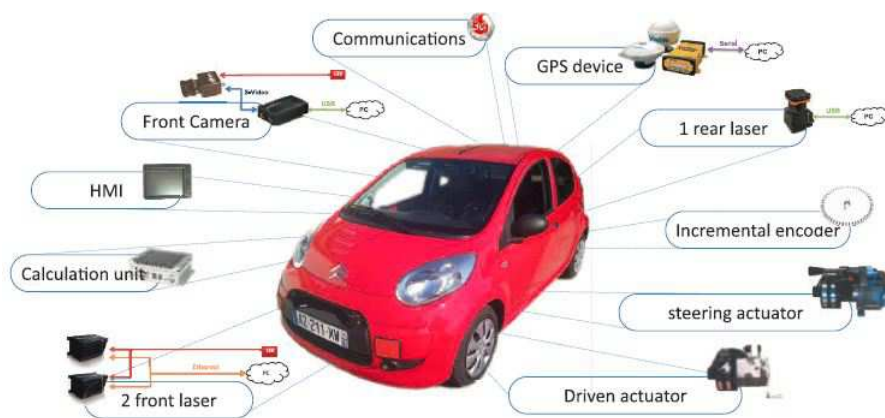 Communications
Serial
PC
GPS device
12V
S-Video
USB
PC
Front Camera
USB
PC
1 rear laser
HMI
Incremental encoder
Calculation unit
steering actuator
Ethernet
PC
2 front laser
Driven actuator